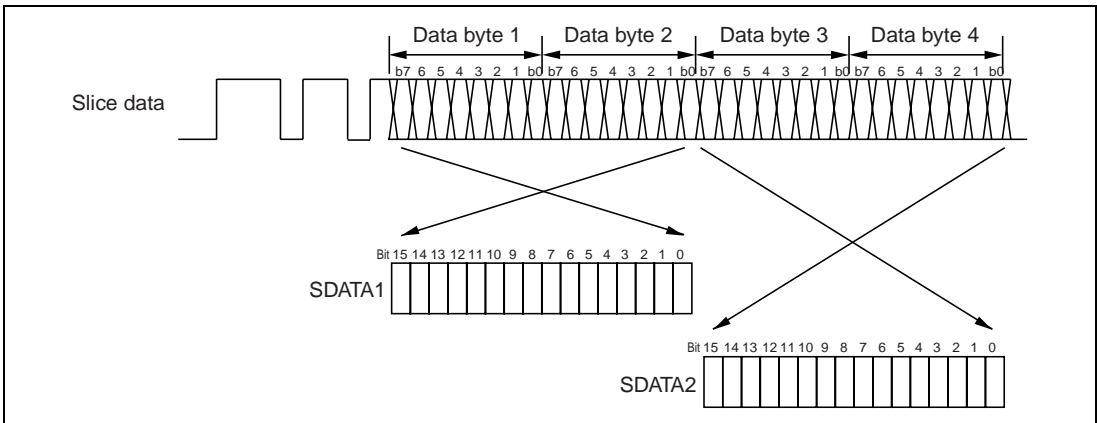 Data byte 1 Data byte 2 Data byte 3 Data byte 4
b7 6 5 4 3 2 1 b0 b7 6 5 4 3 2 1 b0 b7 6 5 4 3 2 1 b0 b7 6 5 4 3 2 1 b0
Slice data
Bit 15 14 13 12 11 10 9 8 7 6 5 4 3 2 1 0
SDATA1
Bit 15 14 13 12 11 10 9 8 7 6 5 4 3 2 1 0
SDATA2